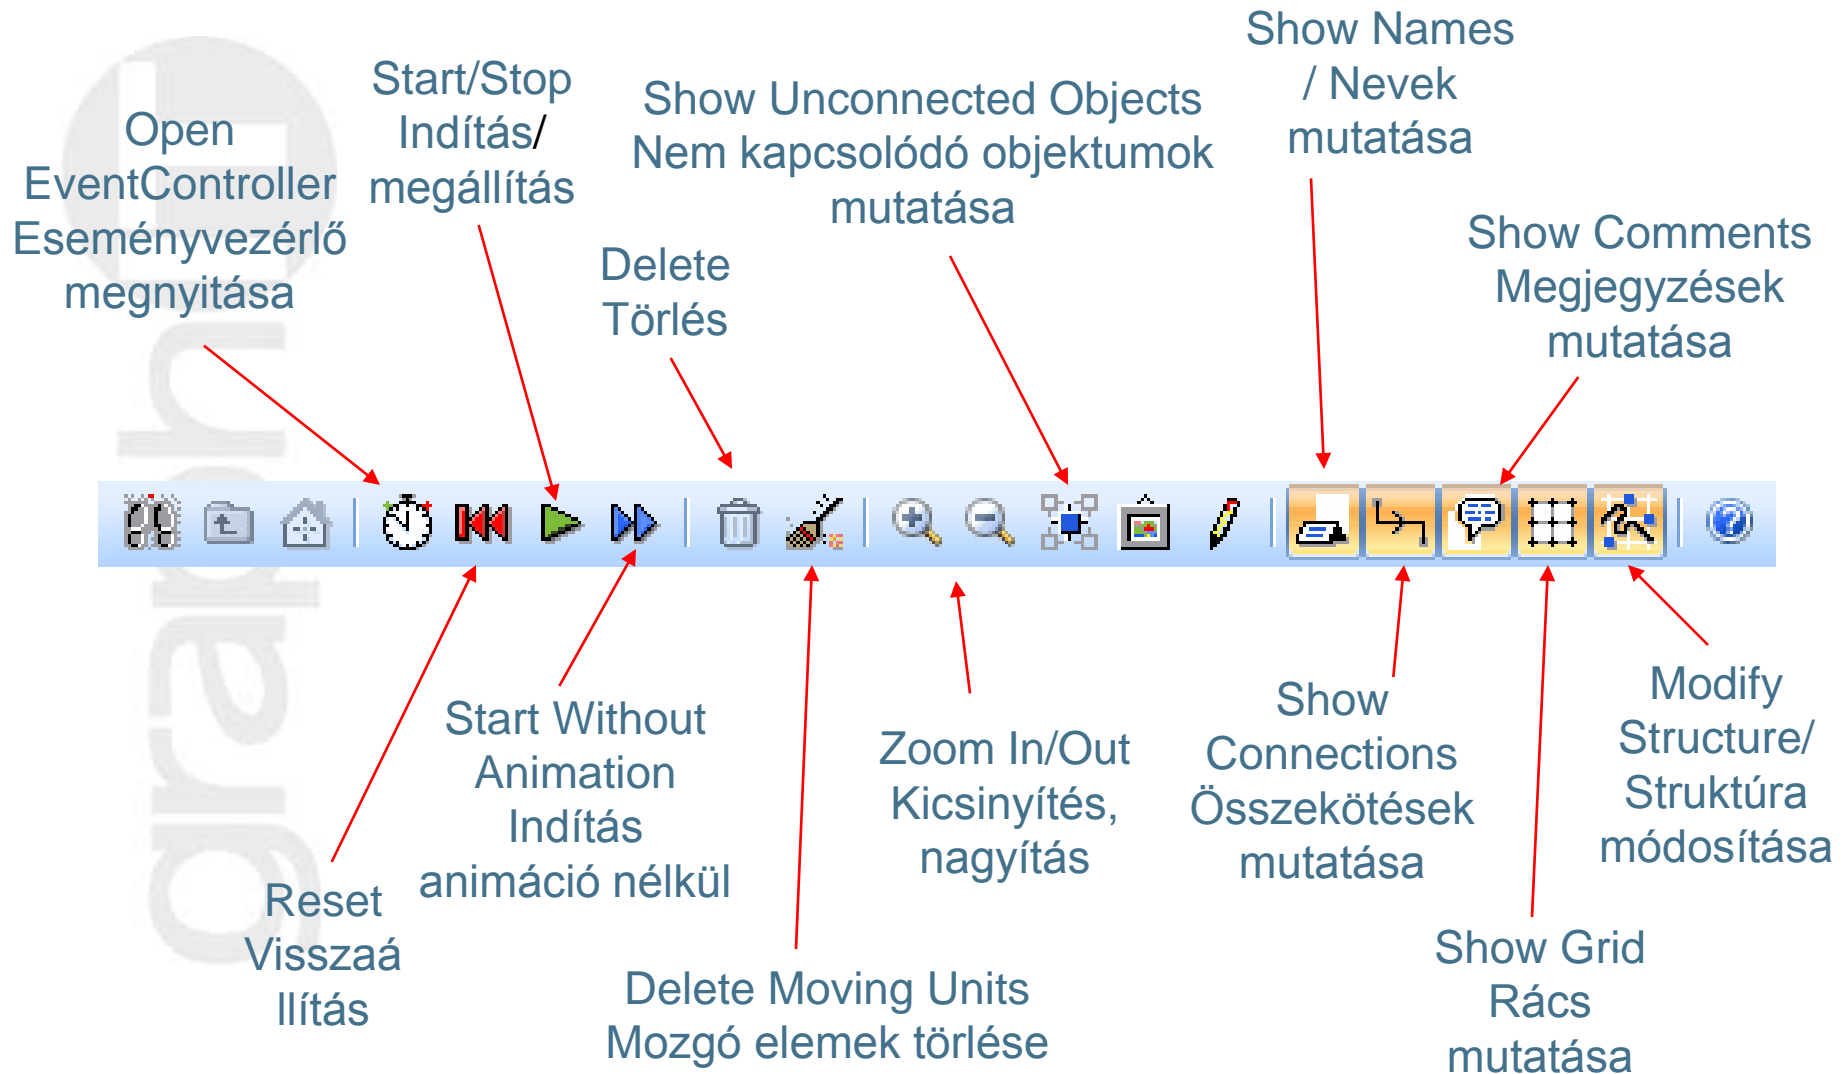 Show Names
/ Nevek
mutatása
Start/Stop
Indítás/
megállítás
Show Unconnected Objects
Nem kapcsolódó objektumok
mutatása
Open
EventController
Eseményvezérlő
megnyitása
Delete
Törlés
Show Comments
Megjegyzések
mutatása
Start Without
Animation
Indítás
animáció nélkül
Zoom In/Out
Kicsinyítés,
nagyítás
Show
Connections
Összekötések
mutatása
Modify
Structure/
Struktúra
módosítása
Reset
Visszaá
llítás
Delete Moving Units
Mozgó elemek törlése
Show Grid
Rács
mutatása
graphIT